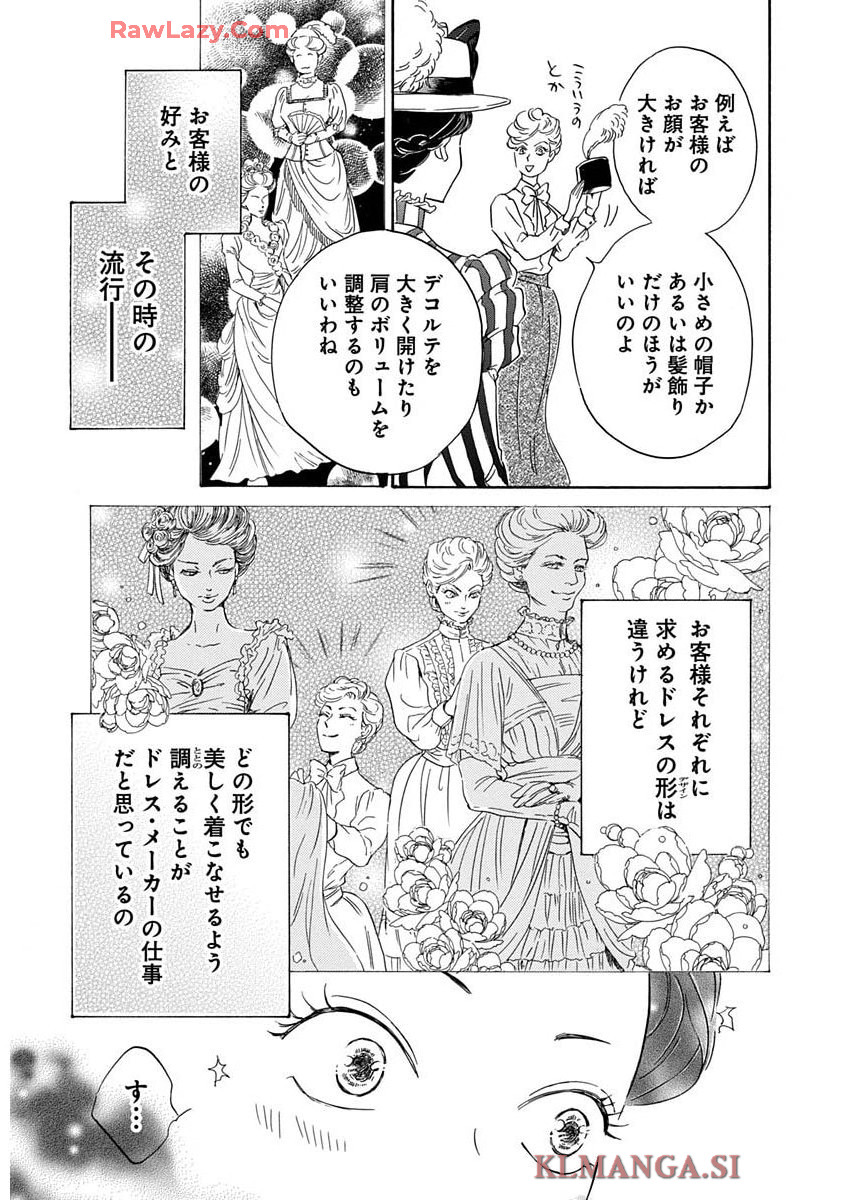 RawLazy.Com
例えば
お客様の
お顔が
大きければ
小さめの帽子か
あるいは髪飾り
だけのほうが
いいのよ
こういうの
とか
デコルテを
大きく開けたり
肩のボリュームを
調整するのも
いいわね
お客様の
好みと
その時の
流行――
お客様それぞれに
求めるドレスの形は
デザイン
違うけれど
どの形でも
美しく着こなせるよう
調えることが
ととの
ドレス・メーカーの仕事
だと思っているの
す…
KLMANGA.SI